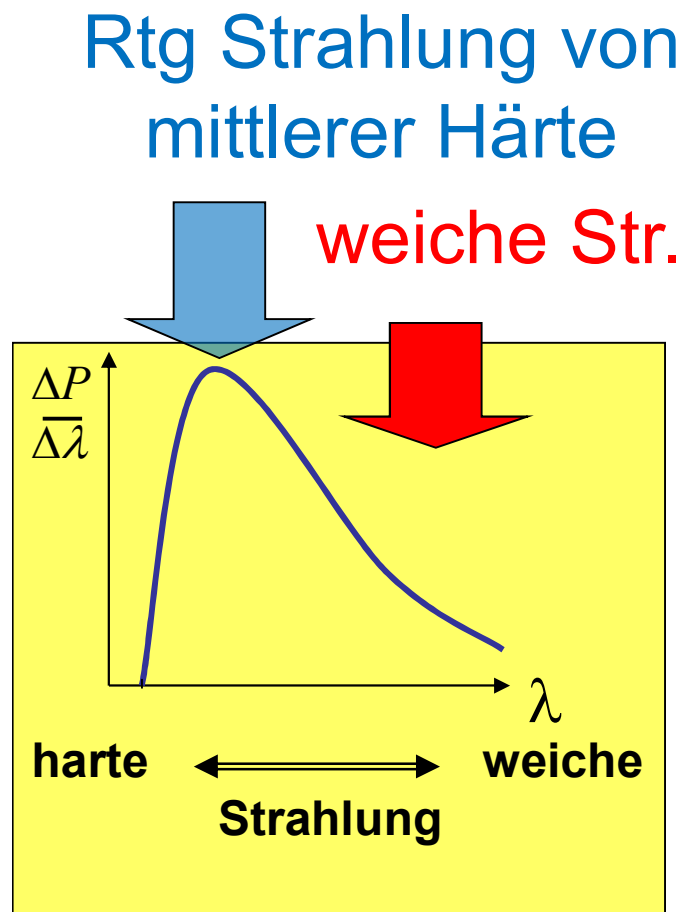 Rtg Strahlung von
mittlerer Härte
weiche Str.
ΔP
Δλ
λ
harte weiche
Strahlung